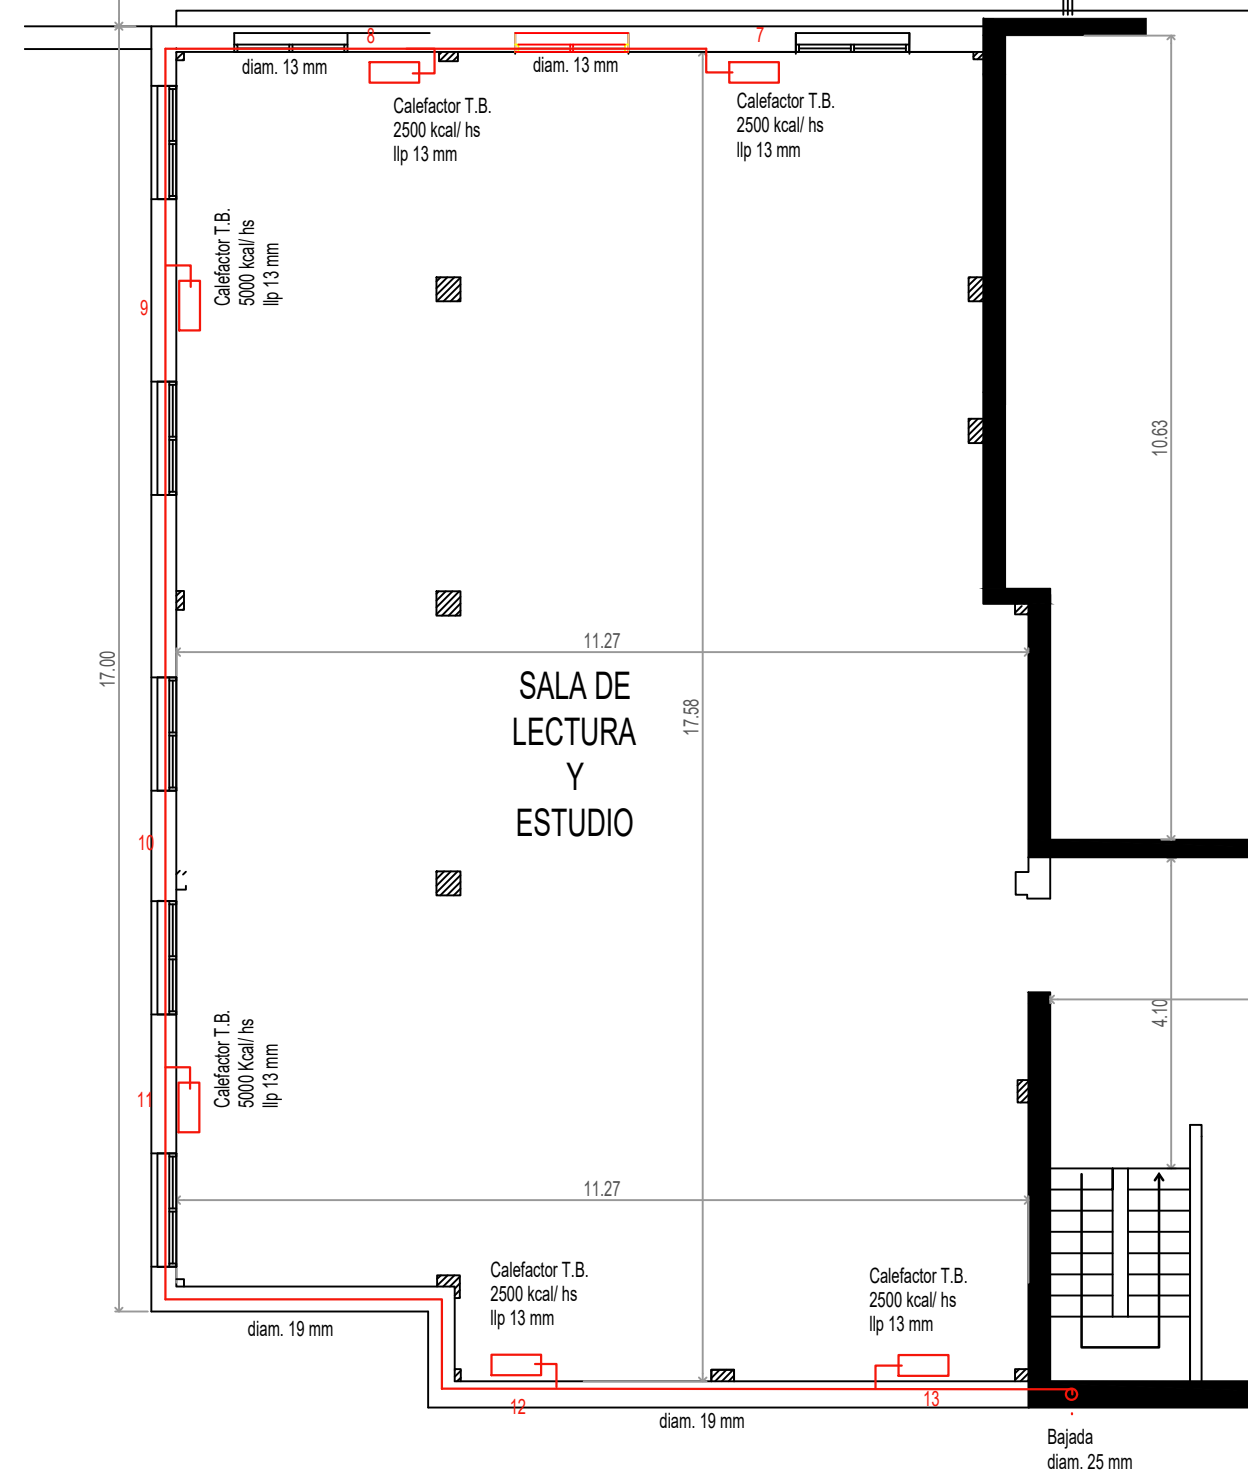 8
7
diam. 13 mm
diam. 13 mm
Calefactor T.B.
2500 kcal/ hs
llp 13 mm
Calefactor T.B.
2500 kcal/ hs
llp 13 mm
Calefactor T.B.
5000 kcal/ hs
llp 13 mm
9
10.63
11.27
17.00
SALA DE
LECTURA
Y
ESTUDIO
17.58
10
4.10
Calefactor T.B.
5000 Kcal/ hs
llp 13 mm
11
11.27
Calefactor T.B.
2500 kcal/ hs
llp 13 mm
Calefactor T.B.
2500 kcal/ hs
llp 13 mm
diam. 19 mm
12
13
diam. 19 mm
Bajada
diam. 25 mm